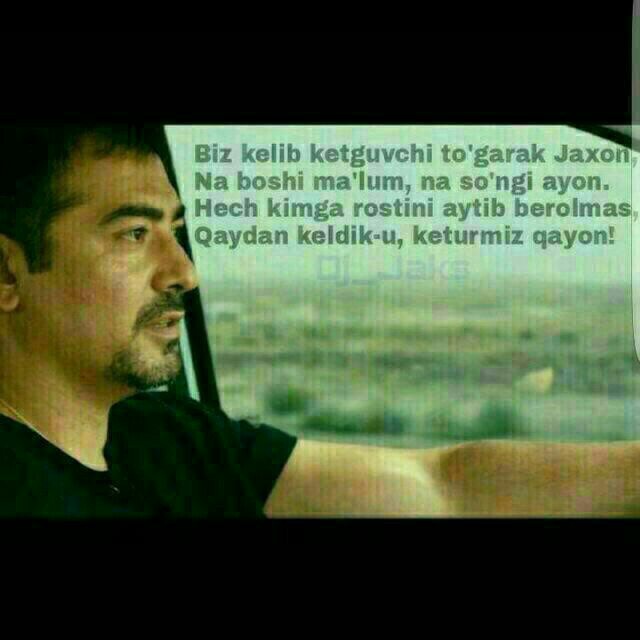 Biz kelib ketguvchi to'garak Jaxon,
Na boshi ma'lum, na so'ngi ayon.
Hech kimga rostini aytib berolmas,
Qaydan keldik-u, keturmiz qayon!
Dj_Jaks